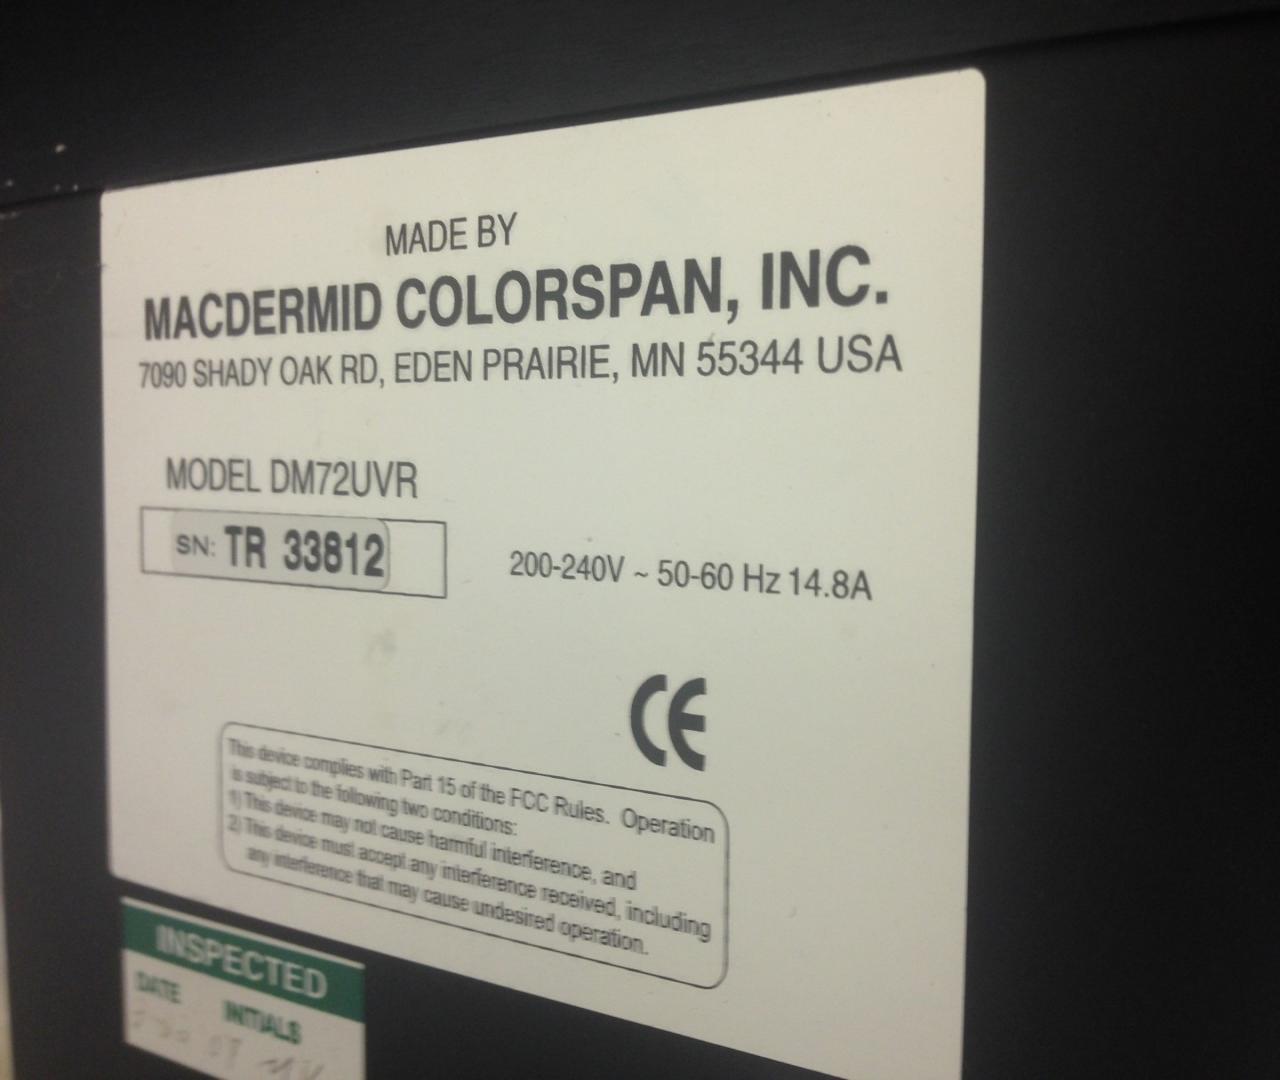 MADE BY
MACDERMID COLORSPAN, INC.
7090 SHADY OAK RD, EDEN PRAIRIE, MN 55344 USA
MODEL DM72UVR
SN: TR 33812
200-240V ~ 50-60 Hz 14.8A
CE
This device complies with Part 15 of the FCC Rules. Operation
is subject to the following two conditions:
1) This device may not cause harmful interference, and
2) This device must accept any interference received, including
any interference that may cause undesired operation.
INSPECTED
DATE INITIALS